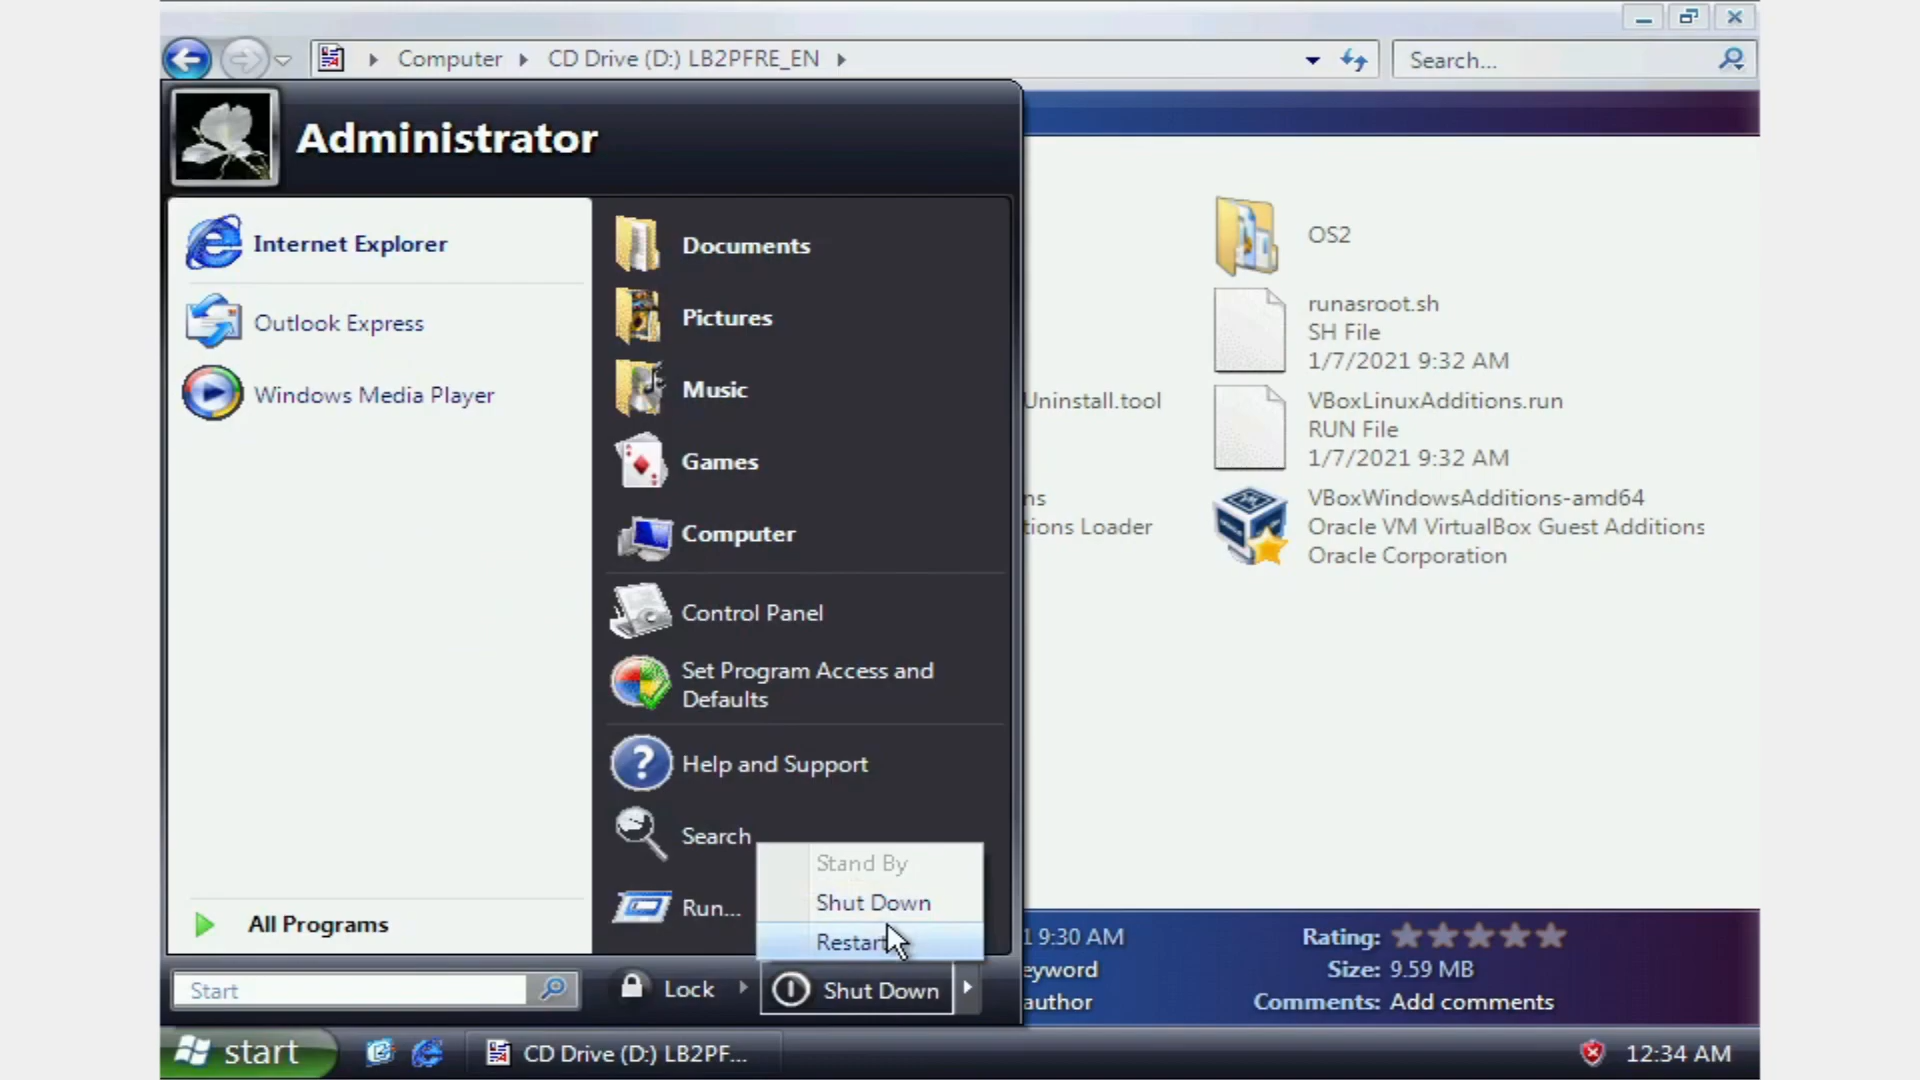 Computer
CD Drive (D:) LB2PFRE_EN
Search...
Administrator
Internet Explorer
Outlook Express
Windows Media Player
All Programs
Start
Documents
Pictures
Music
Games
Computer
Control Panel
Set Program Access and
Defaults
Help and Support
Search
Run...
Stand By
Shut Down
Restart
Lock
Shut Down
Uninstall.tool
ns
tions Loader
OS2
runasroot.sh
SH File
1/7/2021 9:32 AM
VBoxLinuxAdditions.run
RUN File
1/7/2021 9:32 AM
VBoxWindowsAdditions-amd64
Oracle VM VirtualBox Guest Additions
Oracle Corporation
9:30 AM
eyword
author
Rating:
Size: 9.59 MB
Comments: Add comments
start
CD Drive (D:) LB2PF...
12:34 AM